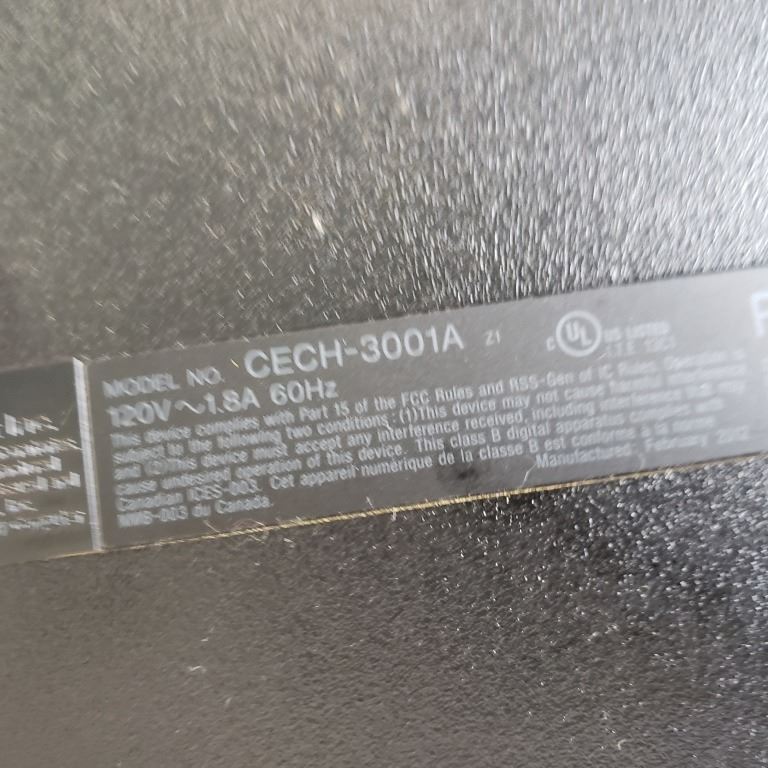 MODEL NO. CECH-3001A Z1
120V~1.8A 60Hz
C UL US LISTED
This device complies with Part 15 of the FCC Rules and RSS-Gen of IC Rules. Operation is
subject to the following two conditions:(1)This device may not cause harmful interference
and (2)This device must accept any interference received, including interference that may
cause undesired operation of this device. This class B digital apparatus complies with
Canadian ICES-003. Cet appareil numérique de la classe B est conforme à la norme
NMB-003 du Canada.
Manufactured: February 2012